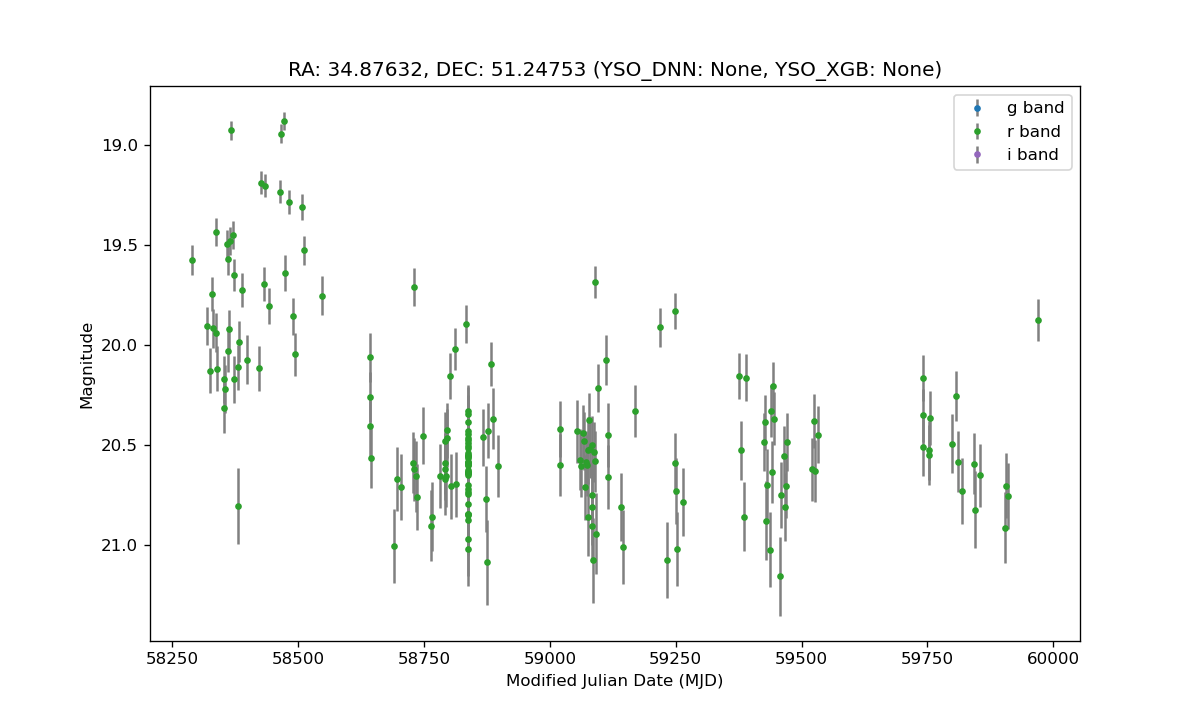 RA: 34.87632, DEC: 51.24753 (YSO_DNN: None, YSO_XGB: None)
g band
r band
i band
19.0
19.5
20.0
20.5
21.0
Magnitude
58250 58500 58750 59000 59250 59500 59750 60000
Modified Julian Date (MJD)